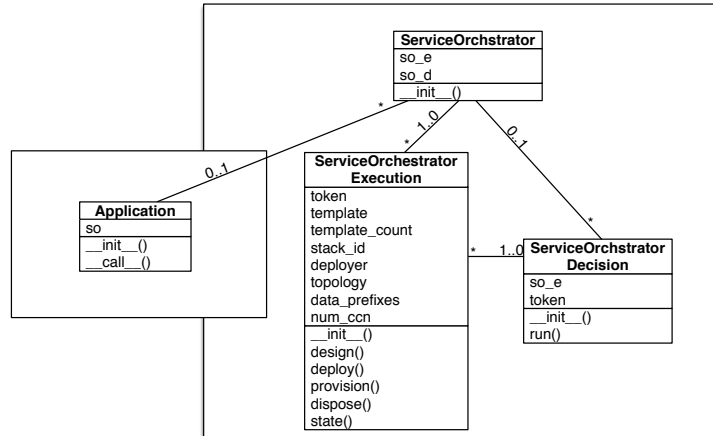 ServiceOrchstrator
so_e
so_d
__init__()
*
1..0
*
0..1
*
0..1
Application
so
__init__()
__call__()
ServiceOrchestrator
Execution
token
template
template_count
stack_id
deployer
topology
data_prefixes
num_ccn
__init__()
design()
deploy()
provision()
dispose()
state()
*
1..0
ServiceOrchstrator
Decision
so_e
token
__init__()
run()